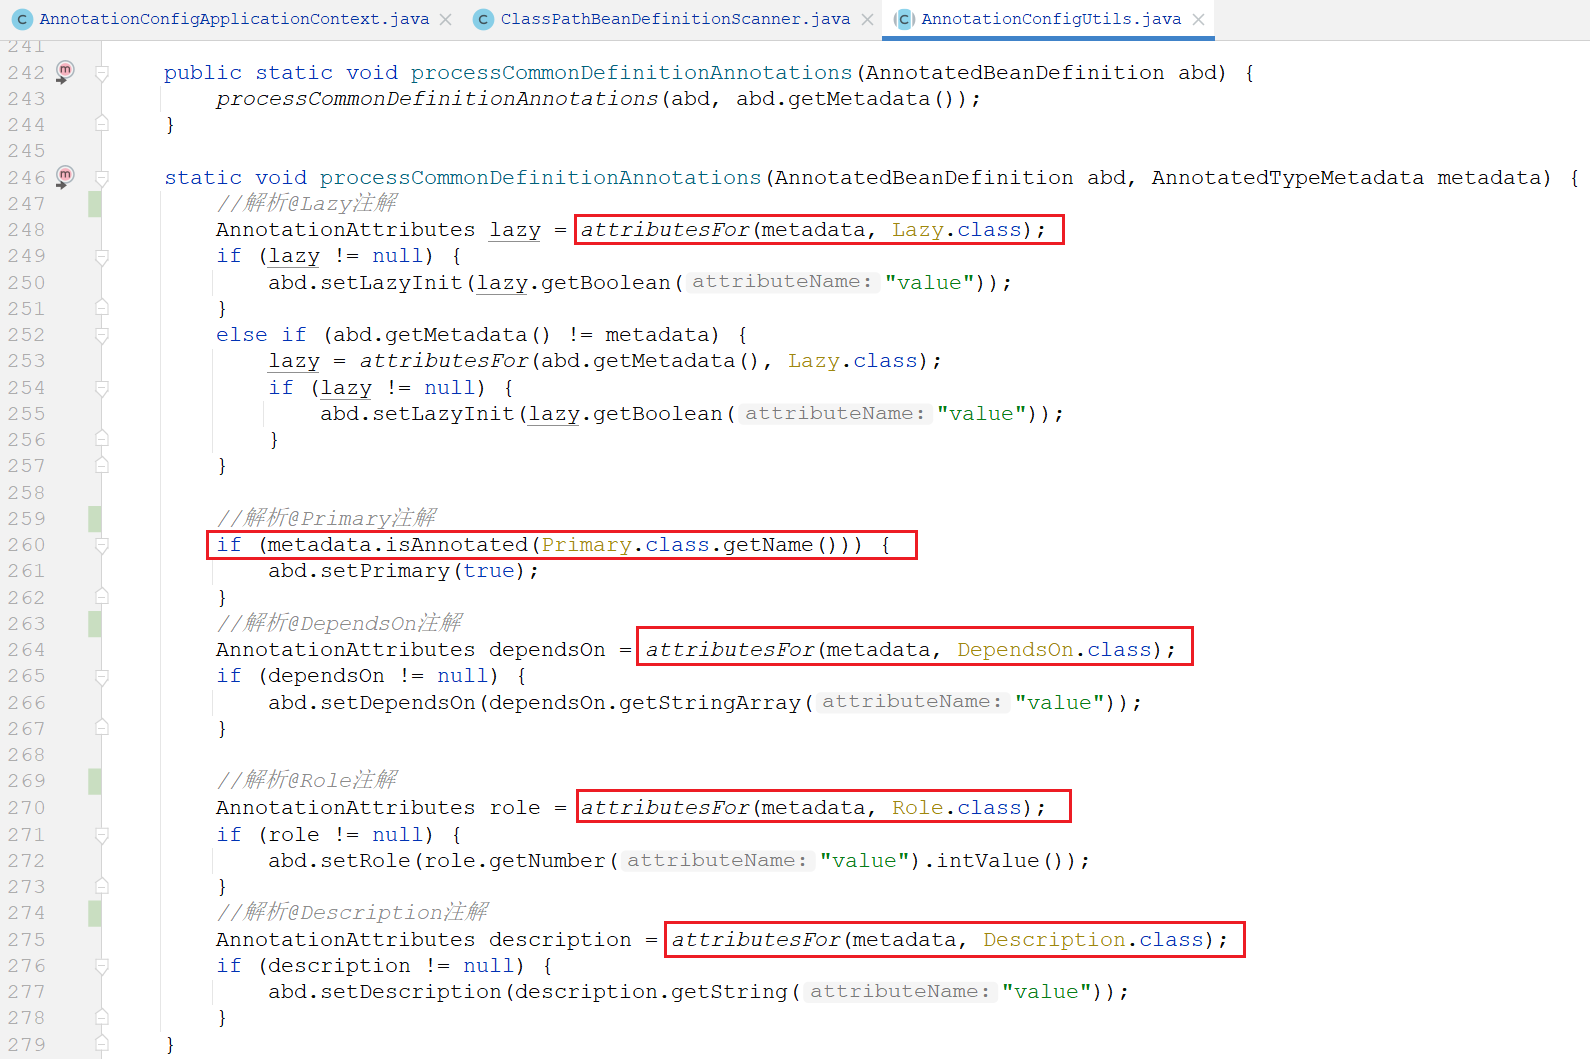 AnnotationConfigApplicationContext.java ClassPathBeanDefinitionScanner.java AnnotationConfigUtils.java
241
242 public static void processCommonDefinitionAnnotations(AnnotatedBeanDefinition abd) {
243 processCommonDefinitionAnnotations(abd, abd.getMetadata());
244 }
245
246 static void processCommonDefinitionAnnotations(AnnotatedBeanDefinition abd, AnnotatedTypeMetadata metadata) {
247 //解析@Lazy注解
248 AnnotationAttributes lazy = attributesFor(metadata, Lazy.class);
249 if (lazy != null) {
250 abd.setLazyInit(lazy.getBoolean( attributeName: "value"));
251 }
252 else if (abd.getMetadata() != metadata) {
253 lazy = attributesFor(abd.getMetadata(), Lazy.class);
254 if (lazy != null) {
255 abd.setLazyInit(lazy.getBoolean( attributeName: "value"));
256 }
257 }
258
259 //解析@Primary注解
260 if (metadata.isAnnotated(Primary.class.getName())) {
261 abd.setPrimary(true);
262 }
263 //解析@DependsOn注解
264 AnnotationAttributes dependsOn = attributesFor(metadata, DependsOn.class);
265 if (dependsOn != null) {
266 abd.setDependsOn(dependsOn.getStringArray( attributeName: "value"));
267 }
268
269 //解析@Role注解
270 AnnotationAttributes role = attributesFor(metadata, Role.class);
271 if (role != null) {
272 abd.setRole(role.getNumber( attributeName: "value").intValue());
273 }
274 //解析@Description注解
275 AnnotationAttributes description = attributesFor(metadata, Description.class);
276 if (description != null) {
277 abd.setDescription(description.getString( attributeName: "value"));
278 }
279 }